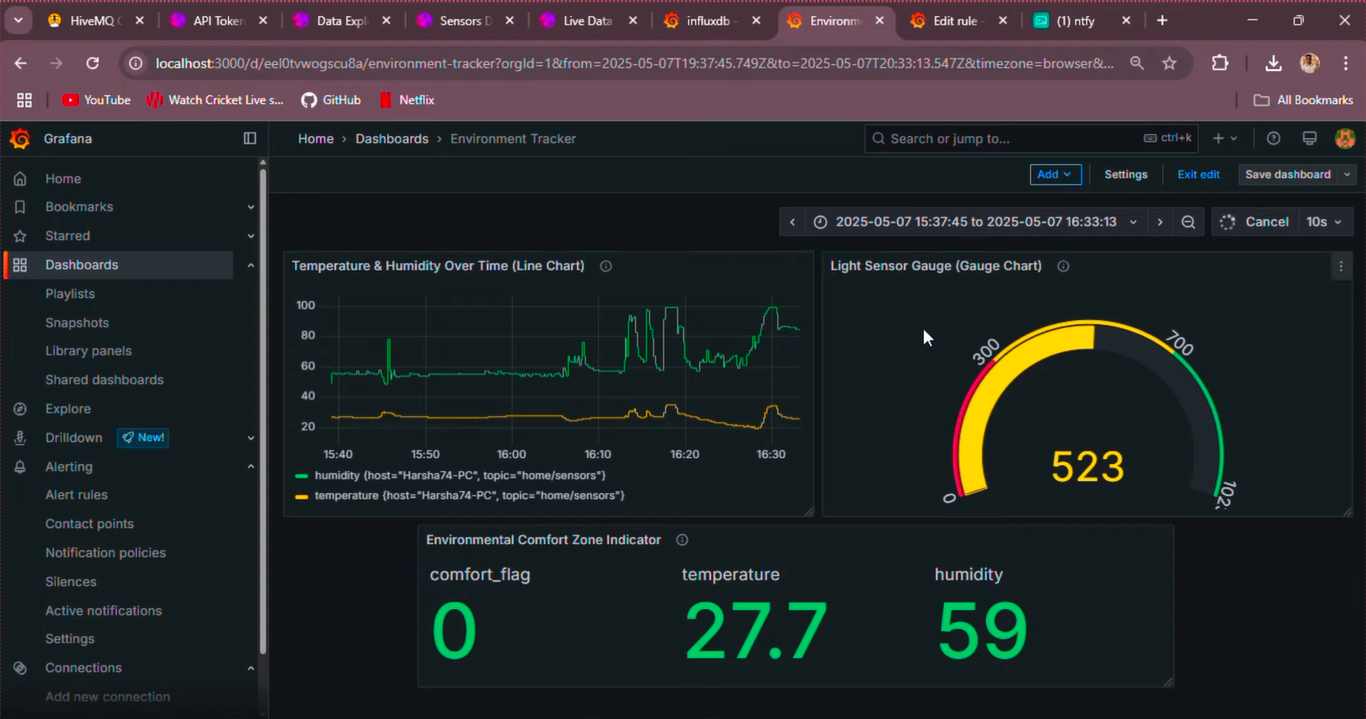 HiveMQ C
API Token
Data Expl
Sensors D
Live Data
influxdb -
Environm
Edit rule -
(1) ntfy
localhost:3000/d/eel0tvwogscu8a/environment-tracker?orgId=1&from=2025-05-07T19:37:45.749Z&to=2025-05-07T20:33:13.547Z&timezone=browser&...
YouTube
Watch Cricket Live s...
GitHub
Netflix
All Bookmarks
Grafana
Home › Dashboards › Environment Tracker
Search or jump to...
ctrl+k
Add
Settings
Exit edit
Save dashboard
Home
Bookmarks
Starred
Dashboards
Playlists
Snapshots
Library panels
Shared dashboards
Explore
Drilldown
New!
Alerting
Alert rules
Contact points
Notification policies
Silences
Active notifications
Settings
Connections
Add new connection
2025-05-07 15:37:45 to 2025-05-07 16:33:13
Cancel
10s
Temperature & Humidity Over Time (Line Chart)
100
80
60
40
20
15:40 15:50 16:00 16:10 16:20 16:30
humidity {host="Harsha74-PC", topic="home/sensors"}
temperature {host="Harsha74-PC", topic="home/sensors"}
Light Sensor Gauge (Gauge Chart)
0
300
700
523
Environmental Comfort Zone Indicator
comfort_flag
0
temperature
27.7
humidity
59